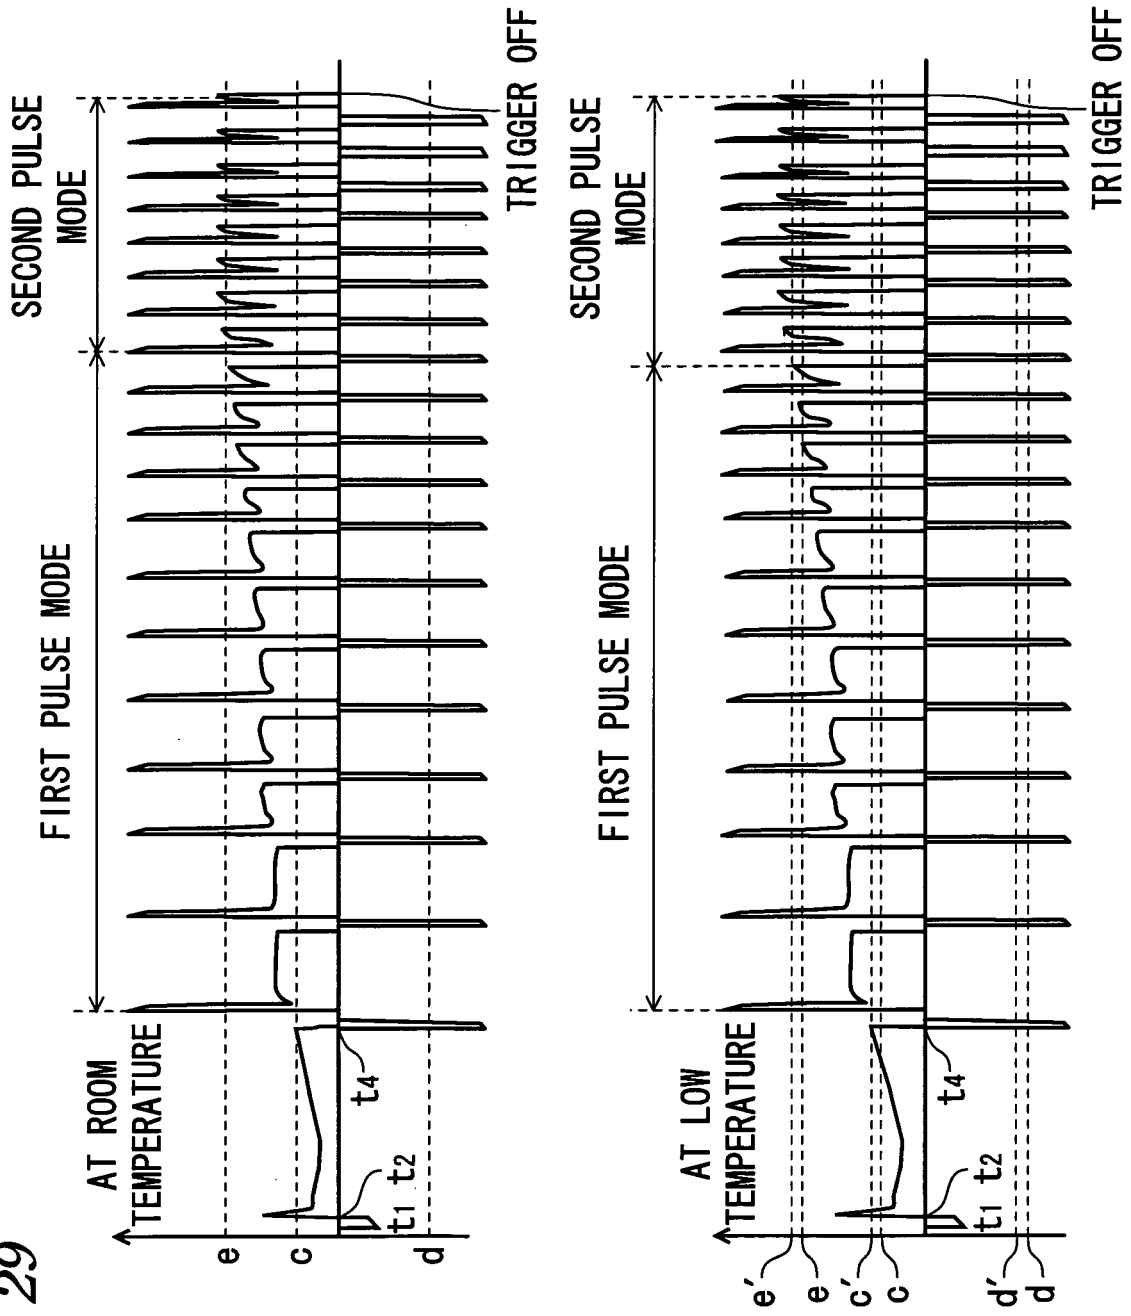 29
AT ROOM
TEMPERATURE
FIRST PULSE MODE
SECOND PULSE
MODE
e
c
d
t1
t2
t4
TRIGGER OFF
AT LOW
TEMPERATURE
FIRST PULSE MODE
SECOND PULSE
MODE
e'
e
c'
c
d'
d
t1
t2
t4
TRIGGER OFF